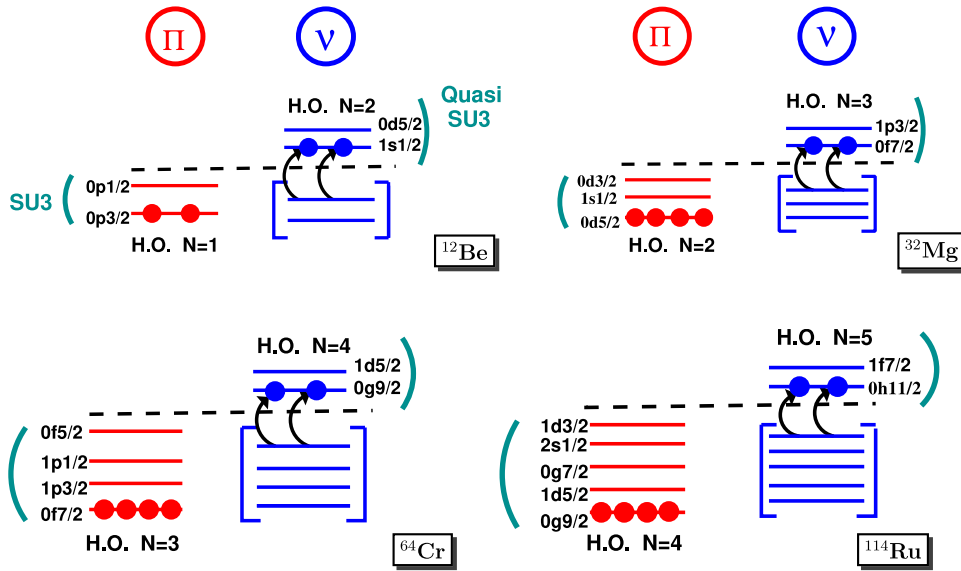 Π
ν
Π
ν
H.O. N=2
Quasi
SU3
0d5/2
1s1/2
SU3
0p1/2
0p3/2
H.O. N=1
12Be
H.O. N=3
1p3/2
0f7/2
0d3/2
1s1/2
0d5/2
H.O. N=2
32Mg
H.O. N=4
1d5/2
0g9/2
0f5/2
1p1/2
1p3/2
0f7/2
H.O. N=3
64Cr
H.O. N=5
1f7/2
0h11/2
1d3/2
2s1/2
0g7/2
1d5/2
0g9/2
H.O. N=4
114Ru